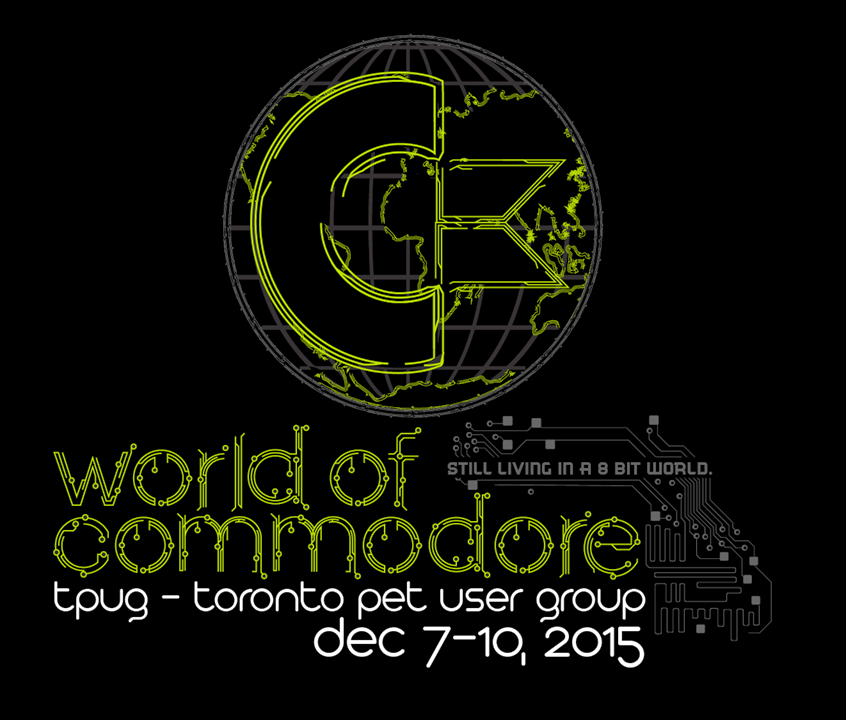 STILL LIVING IN A 8 BIT WORLD.
world of
commodore
tpug - toronto pet user group
dec 7-10, 2015